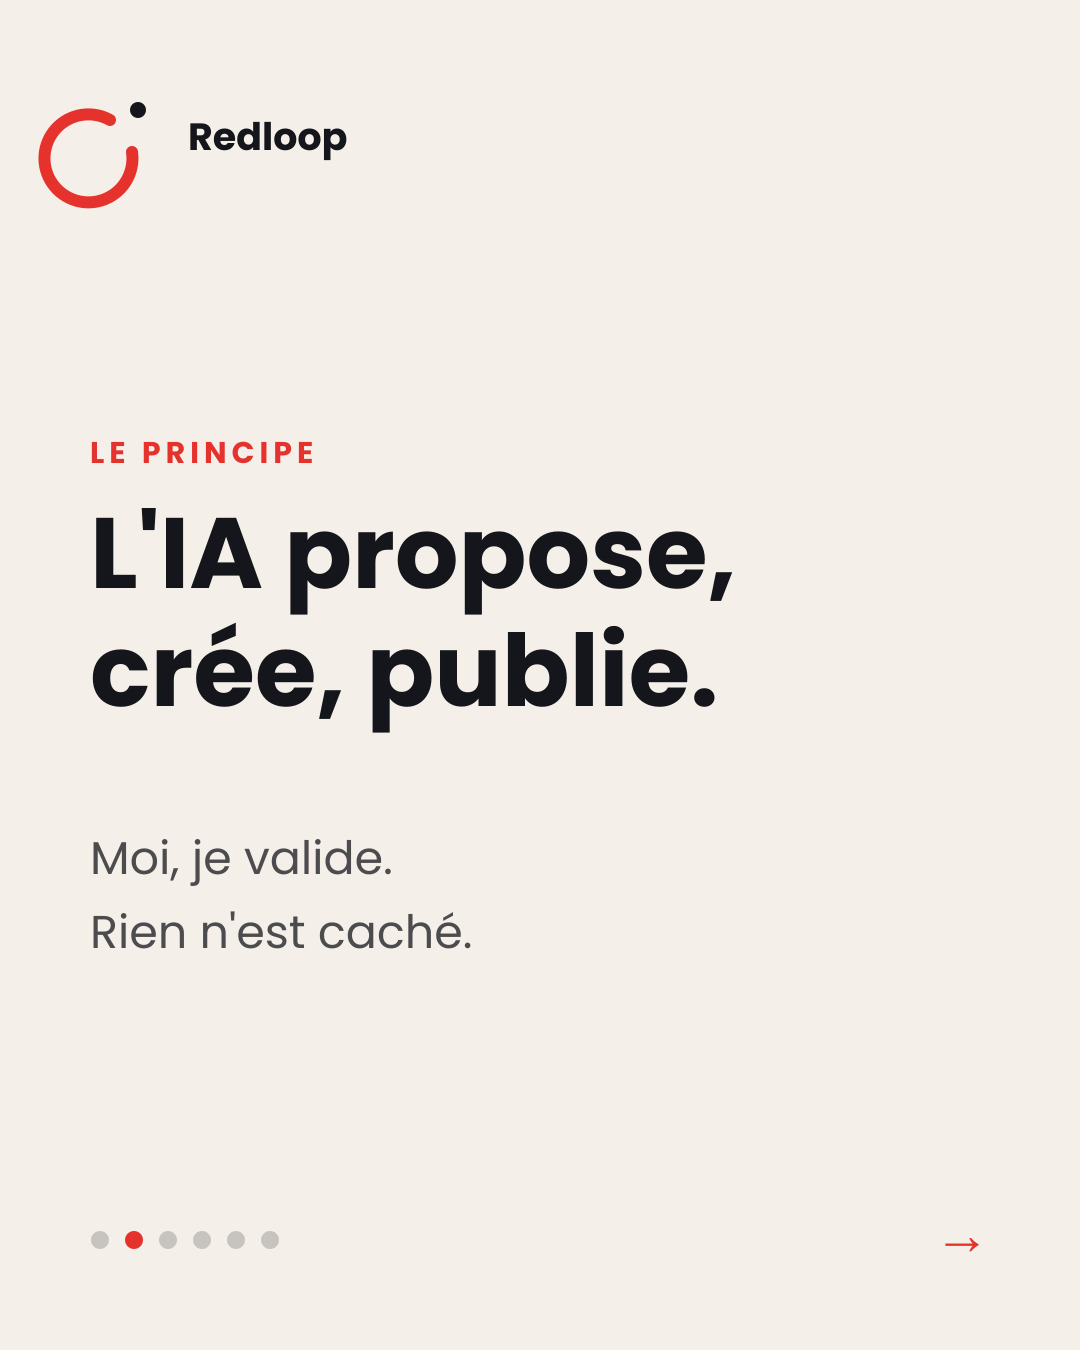 Redloop
LE PRINCIPE
L'IA propose,
crée, publie.
Moi, je valide.
Rien n'est caché.
→